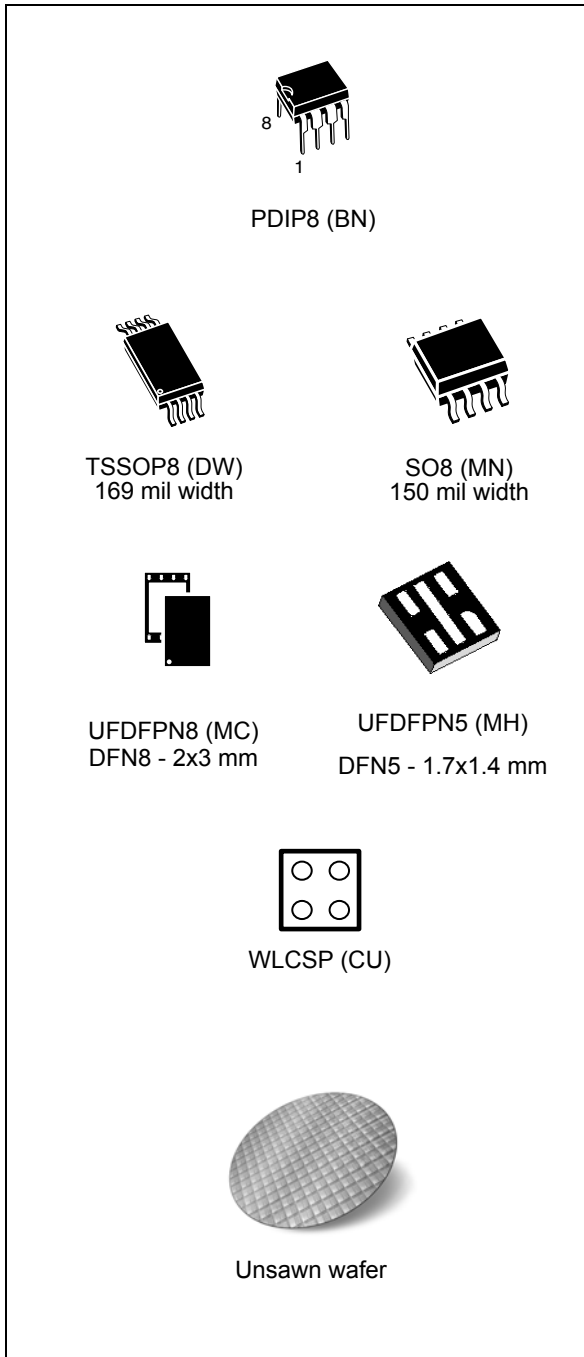 8
1
PDIP8 (BN)
TSSOP8 (DW)
169 mil width
SO8 (MN)
150 mil width
UFDFPN8 (MC)
DFN8 - 2x3 mm
UFDFPN5 (MH)
DFN5 - 1.7x1.4 mm
WLCSP (CU)
Unsawn wafer